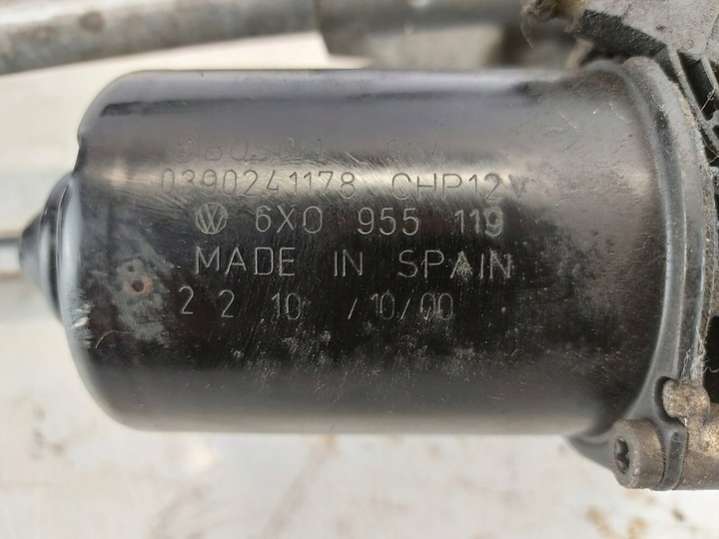 0390241178 CHP12V
6X0 955 119
MADE IN SPAIN
2 2 10 /10/00